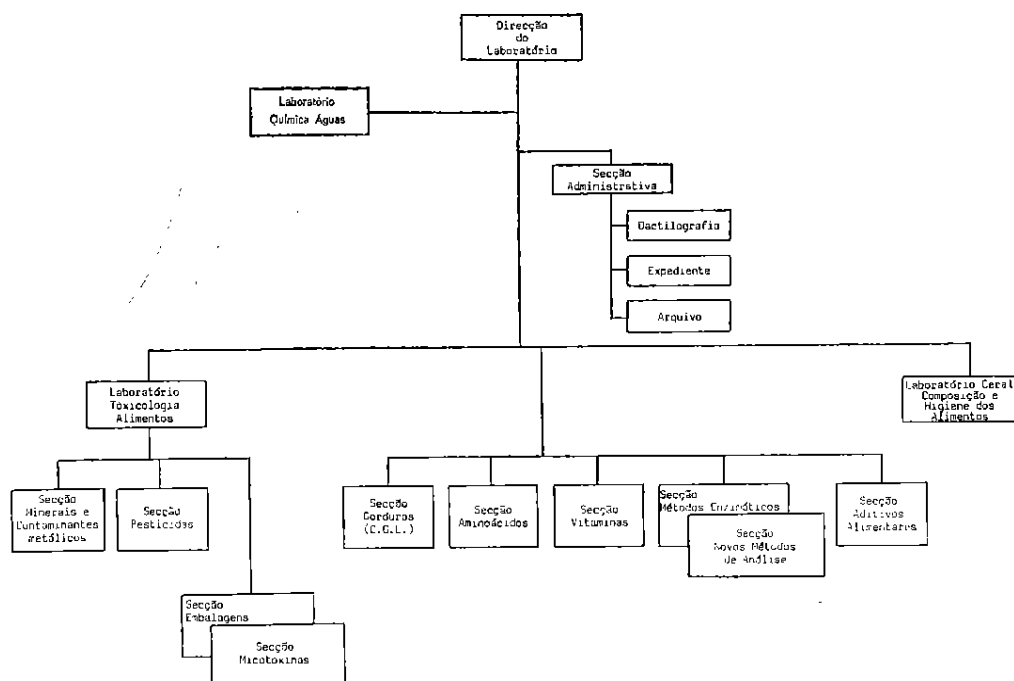 Direcção
do
Laboratório
Laboratório
Química Águas
Secção
Administrativa
Dactilografia
Expediente
Arquivo
Laboratório
Toxicologia
Alimentos
Laboratório Geral
Composição e
Higiene dos
Alimentos
Secção
Minerais e
Contaminantes
metálicos
Secção
Pesticidas
Secção
Gorduras
(C.G.L.)
Secção
Aminoácidos
Secção
Vitaminas
Secção
Métodos Enzimáticos
Secção
Novos Métodos
de Análise
Secção
Aditivos
Alimentares
Secção
Embalagens
Secção
Micotoxinas